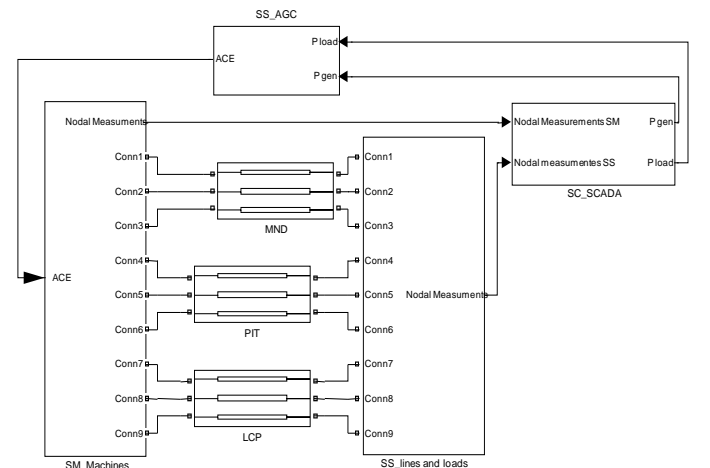 SS_AGC
Pload
ACE
Pgen
Nodal Measuments
Nodal Measurements SM
Pgen
Nodal measumentes SS
Pload
SC_SCADA
Conn1
Conn1
Conn2
Conn2
Conn3
Conn3
MND
Conn4
Conn4
ACE
Conn5
Conn5
Nodal Measuments
Conn6
Conn6
PIT
Conn7
Conn7
Conn8
Conn8
Conn9
Conn9
LCP
SM_Machines
SS_lines and loads